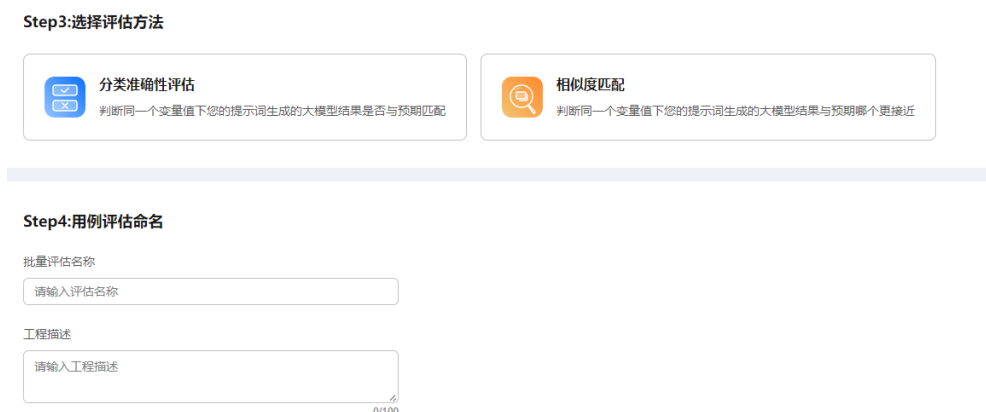 Step3:选择评估方法
分类准确性评估
判断同一个变量值下您的提示词生成的大模型结果是否与预期匹配
相似度匹配
判断同一个变量值下您的提示词生成的大模型结果与预期哪个更接近
Step4:用例评估命名
批量评估名称
请输入评估名称
工程描述
请输入工程描述
0/100